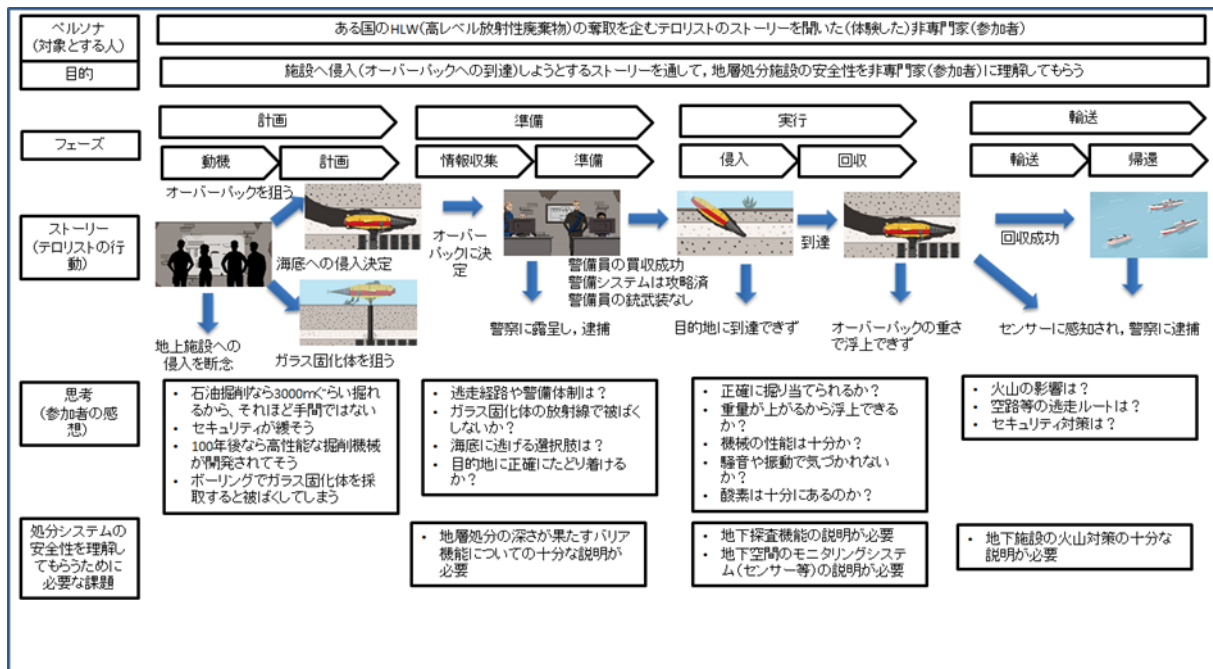 ペルソナ
(対象とする人)
ある国のHLW(高レベル放射性廃棄物)の奪取を企むテロリストのストーリーを聞いた(体験した)非専門家(参加者)
目的
施設へ侵入(オーバーパックへの到達)しようとするストーリーを通して,地層処分施設の安全性を非専門家(参加者)に理解してもらう
フェーズ
計画
準備
実行
輸送
動機
計画
情報収集
準備
侵入
回収
輸送
帰還
ストーリー
(テロリストの行
動)
オーバーパックを狙う
海底への侵入決定
地上施設への
侵入を断念
ガラス固化体を狙う
オーバー
パックに決
定
警備員の買収成功
警備システムは攻略済
警備員の銃武装なし
警察に露呈し,逮捕
到達
目的地に到達できず
オーバーパックの重さ
で浮上できず
回収成功
センサーに感知され,警察に逮捕
思考
(参加者の感
想)
• 石油掘削なら3000mぐらい掘れ
るから、それほど手間ではない
• セキュリティが緩そう
• 100年後なら高性能な掘削機械
が開発されてそう
• ボーリングでガラス固化体を採
取すると被ばくしてしまう
• 逃走経路や警備体制は?
• ガラス固化体の放射線で被ばく
しないか?
• 海底に逃げる選択肢は?
• 目的地に正確にたどり着ける
か?
• 正確に掘り当てられるか?
• 重量が上がるから浮上できる
か?
• 機械の性能は十分か?
• 騒音や振動で気づかれない
か?
• 酸素は十分にあるのか?
• 火山の影響は?
• 空路等の逃走ルートは?
• セキュリティ対策は?
処分システムの
安全性を理解し
てもらうために
必要な課題
• 地層処分の深さが果たすバリア
機能についての十分な説明が
必要
• 地下探査機能の説明が必要
• 地下空間のモニタリングシステ
ム(センサー等)の説明が必要
• 地下施設の火山対策の十分な
説明が必要